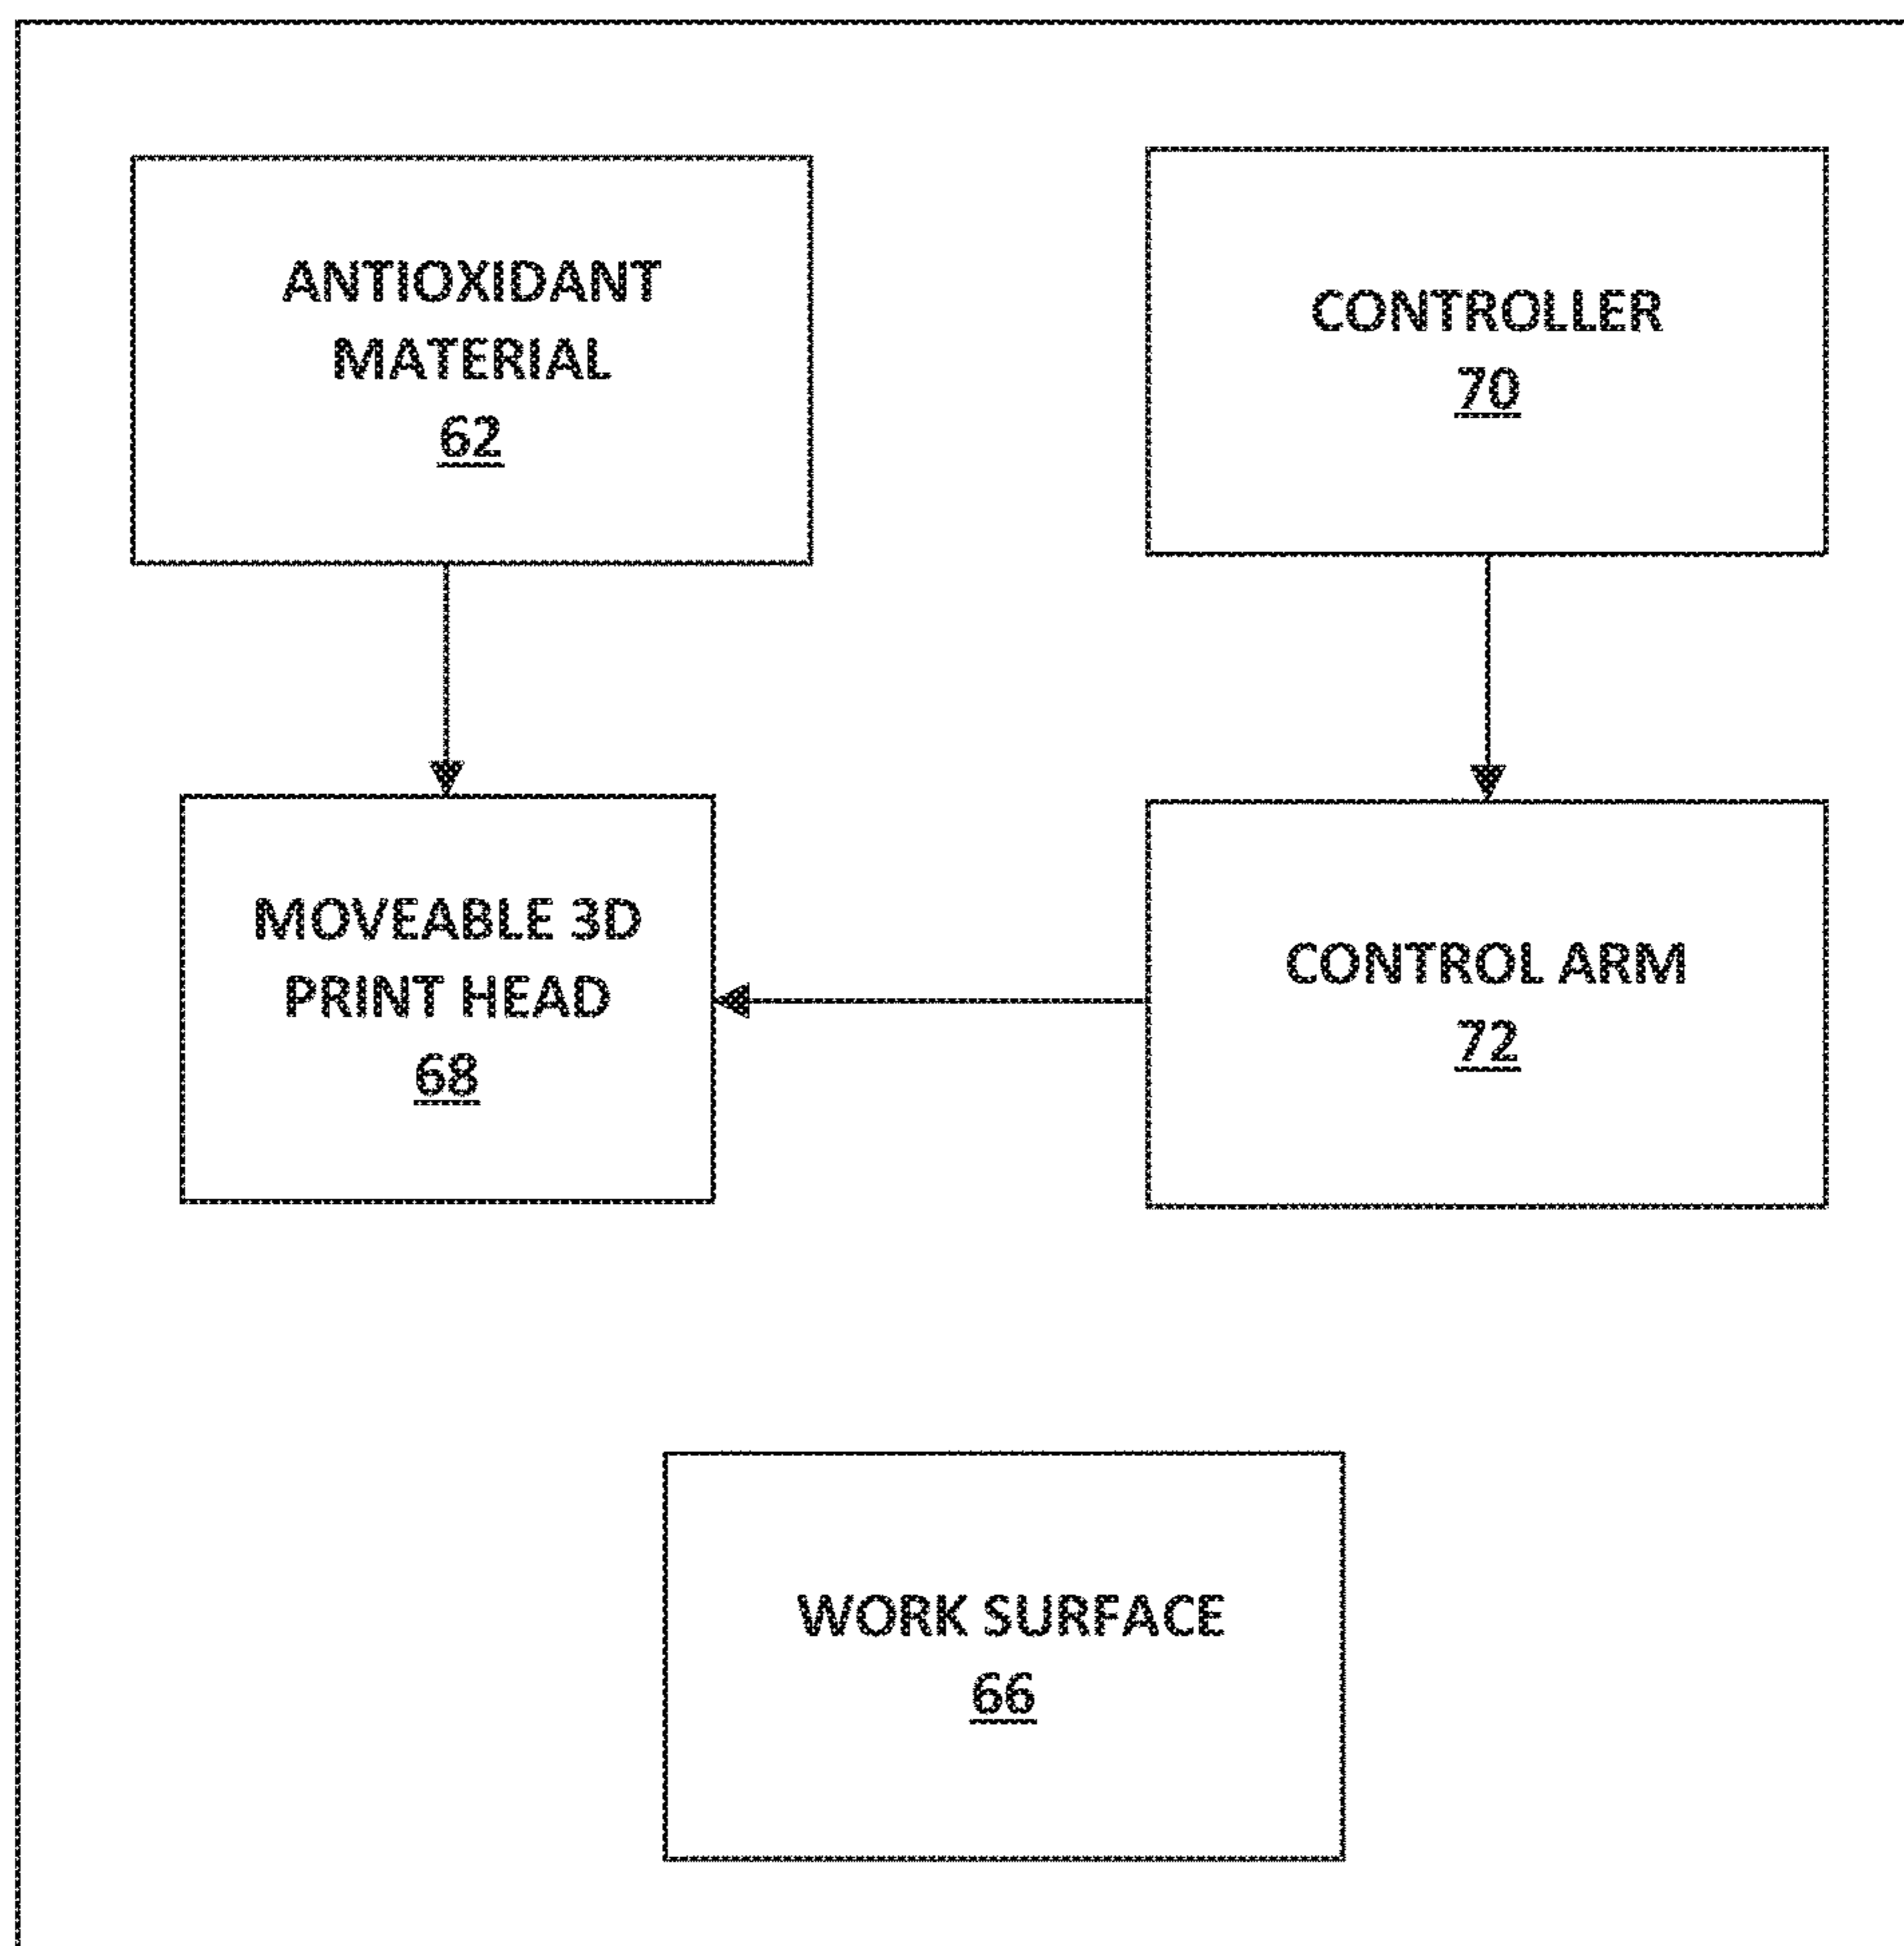 ANTIOXIDANT
MATERIAL
62
CONTROLLER
70
MOVEABLE 3D
PRINT HEAD
68
CONTROL ARM
72
WORK SURFACE
66